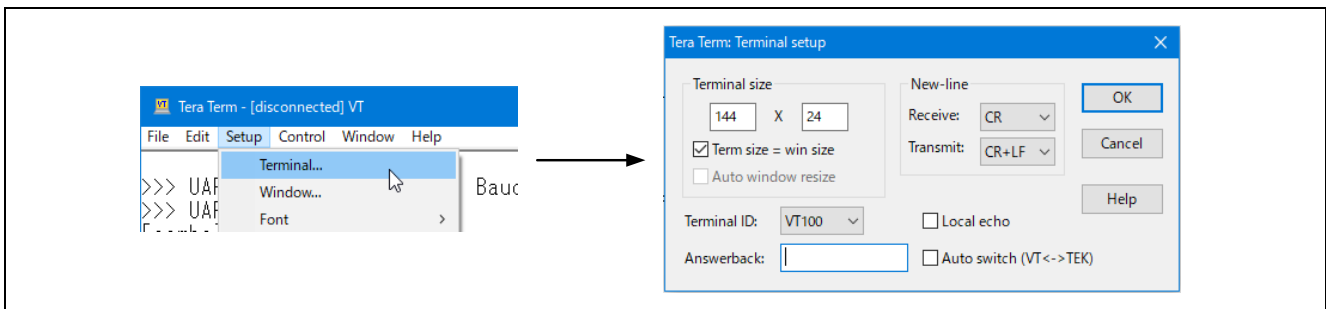 Tera Term - [disconnected] VT
File Edit Setup Control Window Help
Terminal...
>>> UAR Baud
Window...
>>> UAR
Font >
Tera Term: Terminal setup
Terminal size
144 X 24
Term size = win size
Auto window resize
New-line
Receive: CR
Transmit: CR+LF
OK
Cancel
Help
Terminal ID: VT100
Local echo
Answerback:
Auto switch (VT<->TEK)